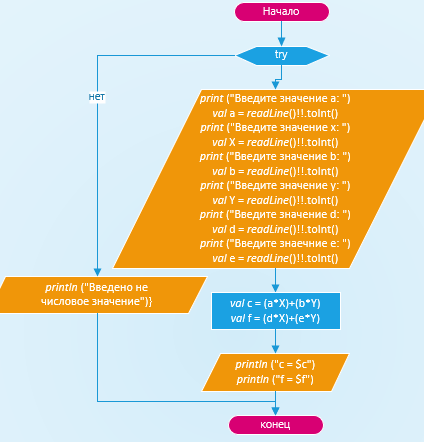 Начало
try
нет
print ("Введите значение a: ")
val a = readLine()!!.toInt()
print ("Введите значение x: ")
val X = readLine()!!.toInt()
print ("Введите значение b: ")
val b = readLine()!!.toInt()
print ("Введите значение y: ")
val Y = readLine()!!.toInt()
print ("Введите значение d: ")
val d = readLine()!!.toInt()
print ("Введите знаечние e: ")
val e = readLine()!!.toInt()
println ("Введено не
числовое значение")}
val c = (a*X)+(b*Y)
val f = (d*X)+(e*Y)
println ("c = $c")
println ("f = $f")
конец